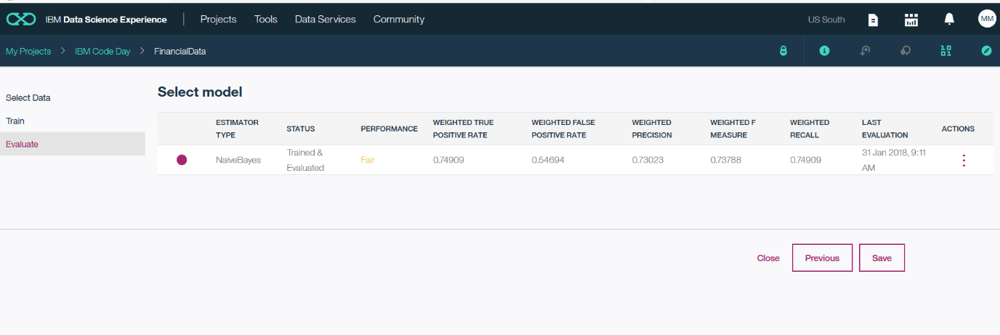 IBM Data Science Experience Projects Tools Data Services Community US South MM
My Projects > IBM Code Day > FinancialData
Select Data
Train
Evaluate
Select model
ESTIMATOR TYPE STATUS PERFORMANCE WEIGHTED TRUE POSITIVE RATE WEIGHTED FALSE POSITIVE RATE WEIGHTED PRECISION WEIGHTED F MEASURE WEIGHTED RECALL LAST EVALUATION ACTIONS
NaiveBayes Trained & Evaluated Fair 0.74909 0.54694 0.73023 0.73788 0.74909 31 Jan 2018, 9:11 AM
Close Previous Save